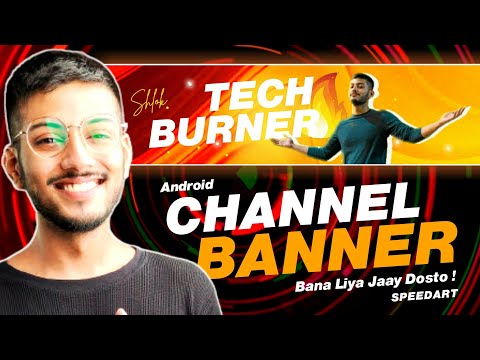 Shlok.
TECH
BURNER
Android
CHANNEL
BANNER
Bana Liya Jaay Dosto !
SPEEDART